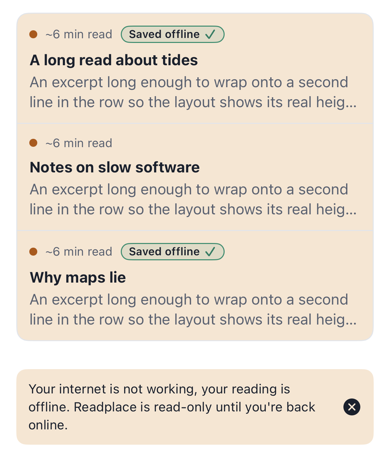 ~6 min read Saved offline ✓
A long read about tides
An excerpt long enough to wrap onto a second
line in the row so the layout shows its real heig...
~6 min read
Notes on slow software
An excerpt long enough to wrap onto a second
line in the row so the layout shows its real heig...
~6 min read Saved offline ✓
Why maps lie
An excerpt long enough to wrap onto a second
line in the row so the layout shows its real heig...
Your internet is not working, your reading is
offline. Readplace is read-only until you're back
online.